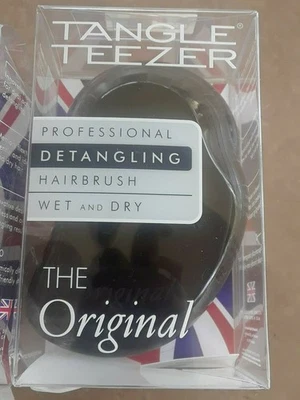 TANGLE®
TEEZER®
PROFESSIONAL
DETANGLING
HAIRBRUSH
WET AND DRY
THE
Original